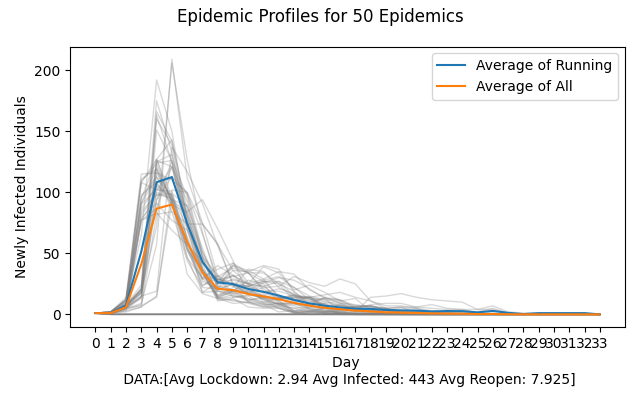 Epidemic Profiles for 50 Epidemics
Average of Running
Average of All
Newly Infected Individuals
200
150
100
50
0
0 1 2 3 4 5 6 7 8 9 10 11 12 13 14 15 16 17 18 19 20 21 22 23 24 25 26 27 28 29 30 31 32 33
Day
DATA:[Avg Lockdown: 2.94 Avg Infected: 443 Avg Reopen: 7.925]